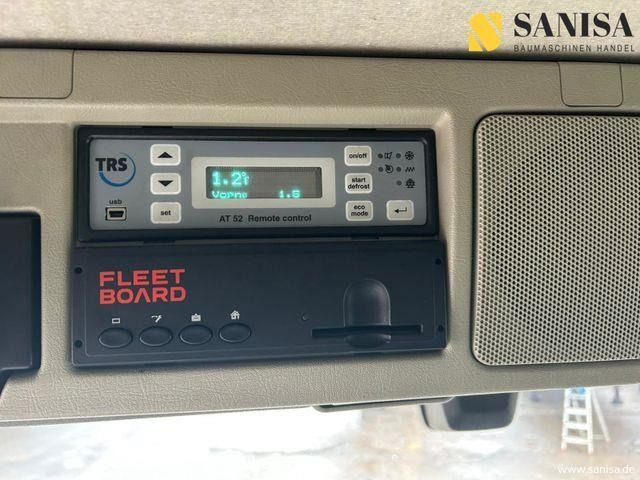 SANISA
BAUMASCHINEN HANDEL
TRS
usb
set
1.2°
Vorne 1.6
AT 52 Remote control
on/off
start defrost
eco mode
FLEET
BOARD
www.sanisa.de